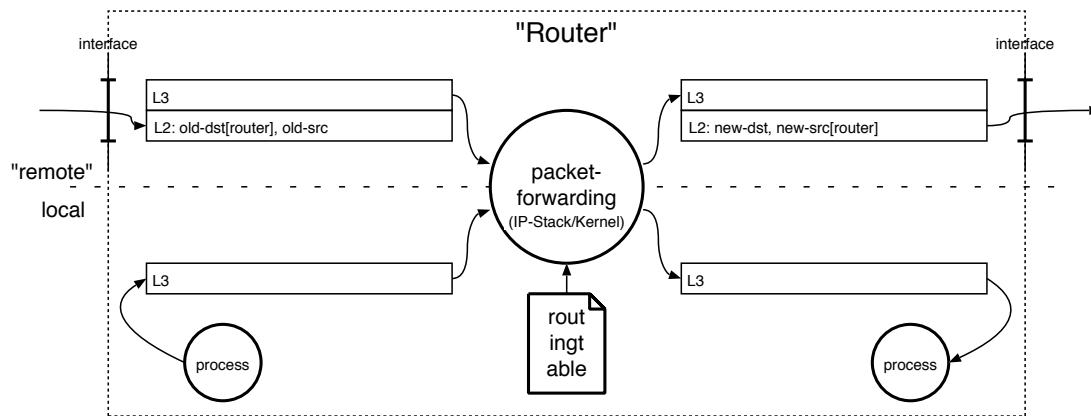 "Router"
interface
interface
L3
L2: old-dst[router], old-src
L3
L2: new-dst, new-src[router]
"remote"
local
packet-
forwarding
(IP-Stack/Kernel)
L3
L3
process
rout
ingt
able
process